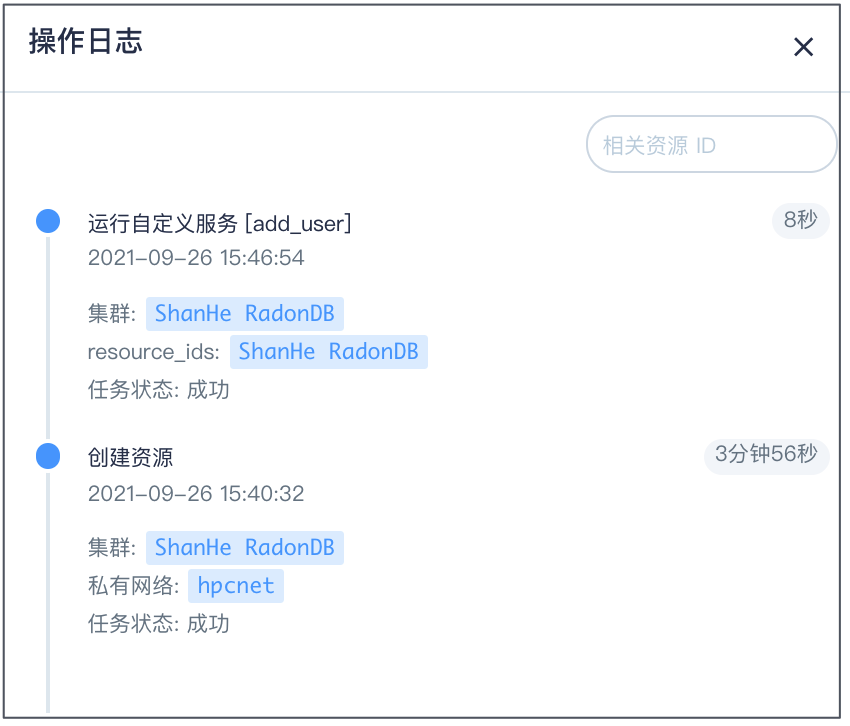 操作日志
相关资源 ID
运行自定义服务 [add_user]
8秒
2021-09-26 15:46:54
集群: ShanHe RadonDB
resource_ids: ShanHe RadonDB
任务状态: 成功
创建资源
3分钟56秒
2021-09-26 15:40:32
集群: ShanHe RadonDB
私有网络: hpcnet
任务状态: 成功